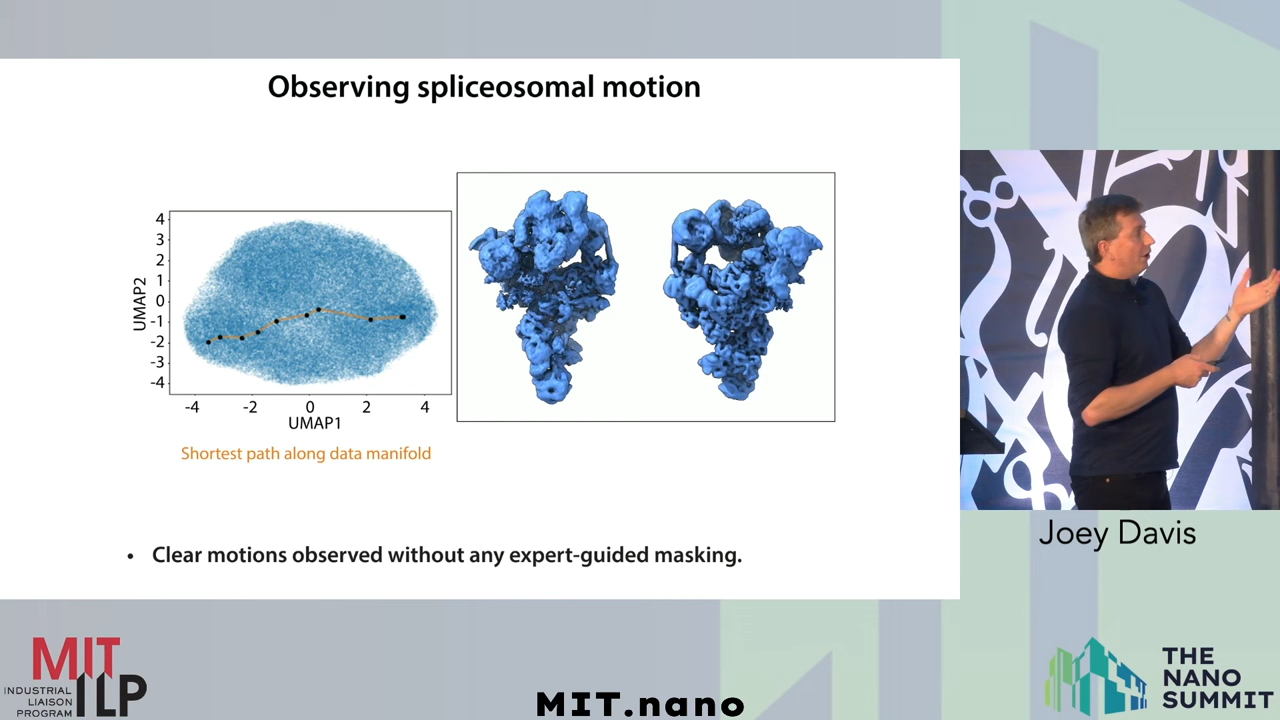 Observing spliceosomal motion
4
3
2
1
0
-1
-2
-3
-4
UMAP2
-4 -2 0 2 4
UMAP1
Shortest path along data manifold
• Clear motions observed without any expert-guided masking.
Joey Davis
MIT
ILP
INDUSTRIAL
LIAISON
PROGRAM
MIT.nano
THE
NANO
SUMMIT